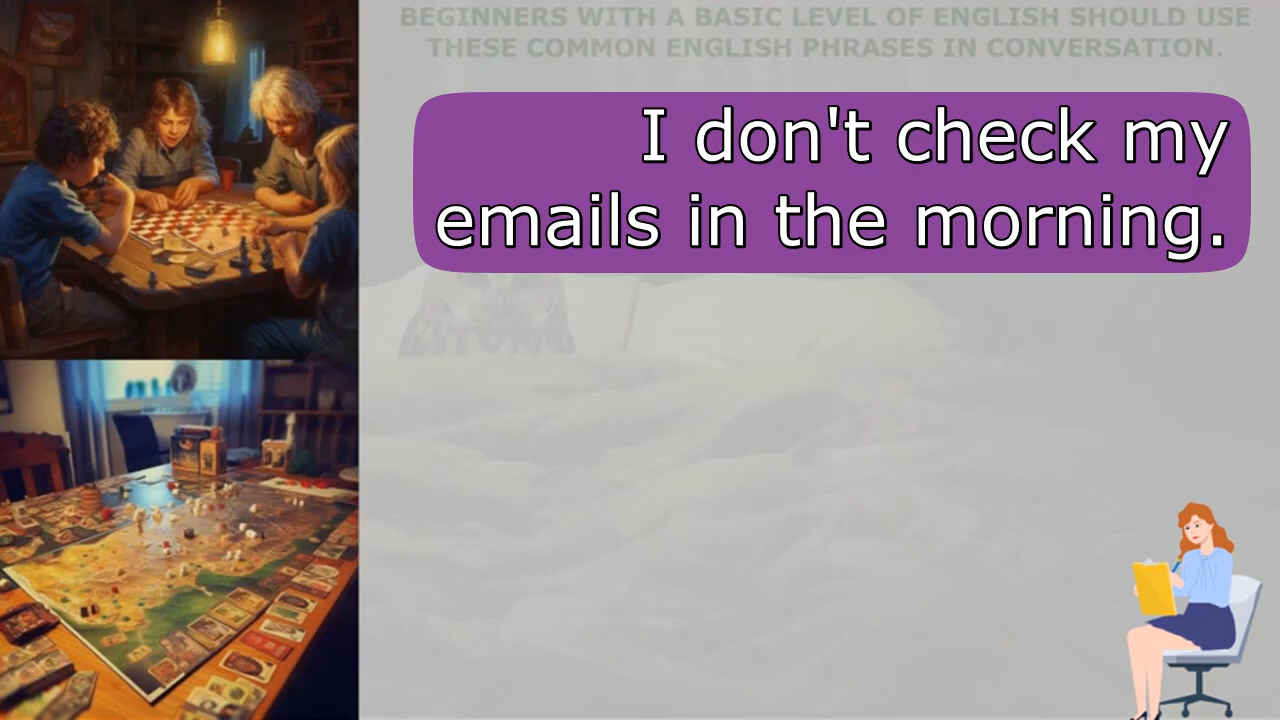 BEGINNERS WITH A BASIC LEVEL OF ENGLISH SHOULD USE
THESE COMMON ENGLISH PHRASES IN CONVERSATION.
I don't check my
emails in the morning.